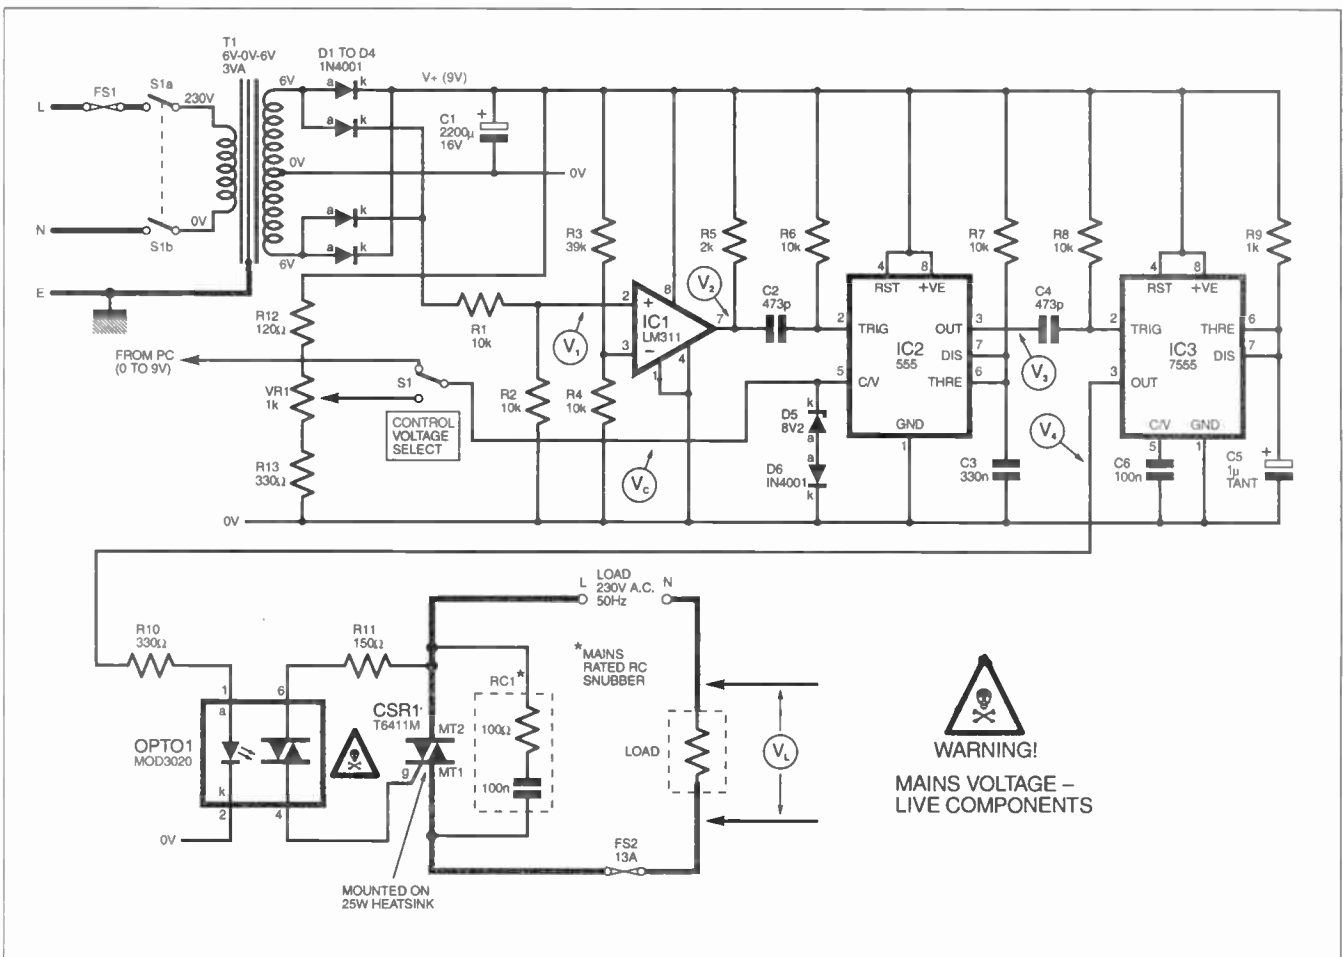 T1
6V-0V-6V
3VA
D1 TO D4
1N4001
V+ (9V)
L
FS1
S1a
230V
6V
a
k
a
k
C1
2200µ
16V
+
0V
0V
N
S1b
0V
a
k
a
k
6V
E
R12
120Ω
FROM PC
(0 TO 9V)
VR1
1k
R13
330Ω
0V
S1
CONTROL
VOLTAGE
SELECT
R1
10k
R2
10k
R3
39k
R4
10k
V1
2
+
3
−
8
IC1
LM311
7
4
1
V2
R5
2k
C2
473p
R6
10k
VC
D5
8V2
k
a
D6
IN4001
a
k
4
8
RST
+VE
2
TRIG
OUT
3
IC2
555
DIS
7
5
C/V
THRE
6
GND
1
R7
10k
C3
330n
V3
C4
473p
R8
10k
V4
4
8
RST
+VE
2
TRIG
THRE
6
IC3
7555
DIS
7
3
OUT
C/V
GND
5
1
C6
100n
R9
1k
C5
1µ
TANT
+
R10
330Ω
R11
150Ω
1
6
a
k
2
4
OPTO1
MOD3020
0V
CSR1
T6411M
MT2
MT1
g
MOUNTED ON
25W HEATSINK
RC1*
100Ω
100n
L
LOAD
230V A.C.
50Hz
N
*MAINS
RATED RC
SNUBBER
LOAD
VL
FS2
13A
WARNING!
MAINS VOLTAGE –
LIVE COMPONENTS